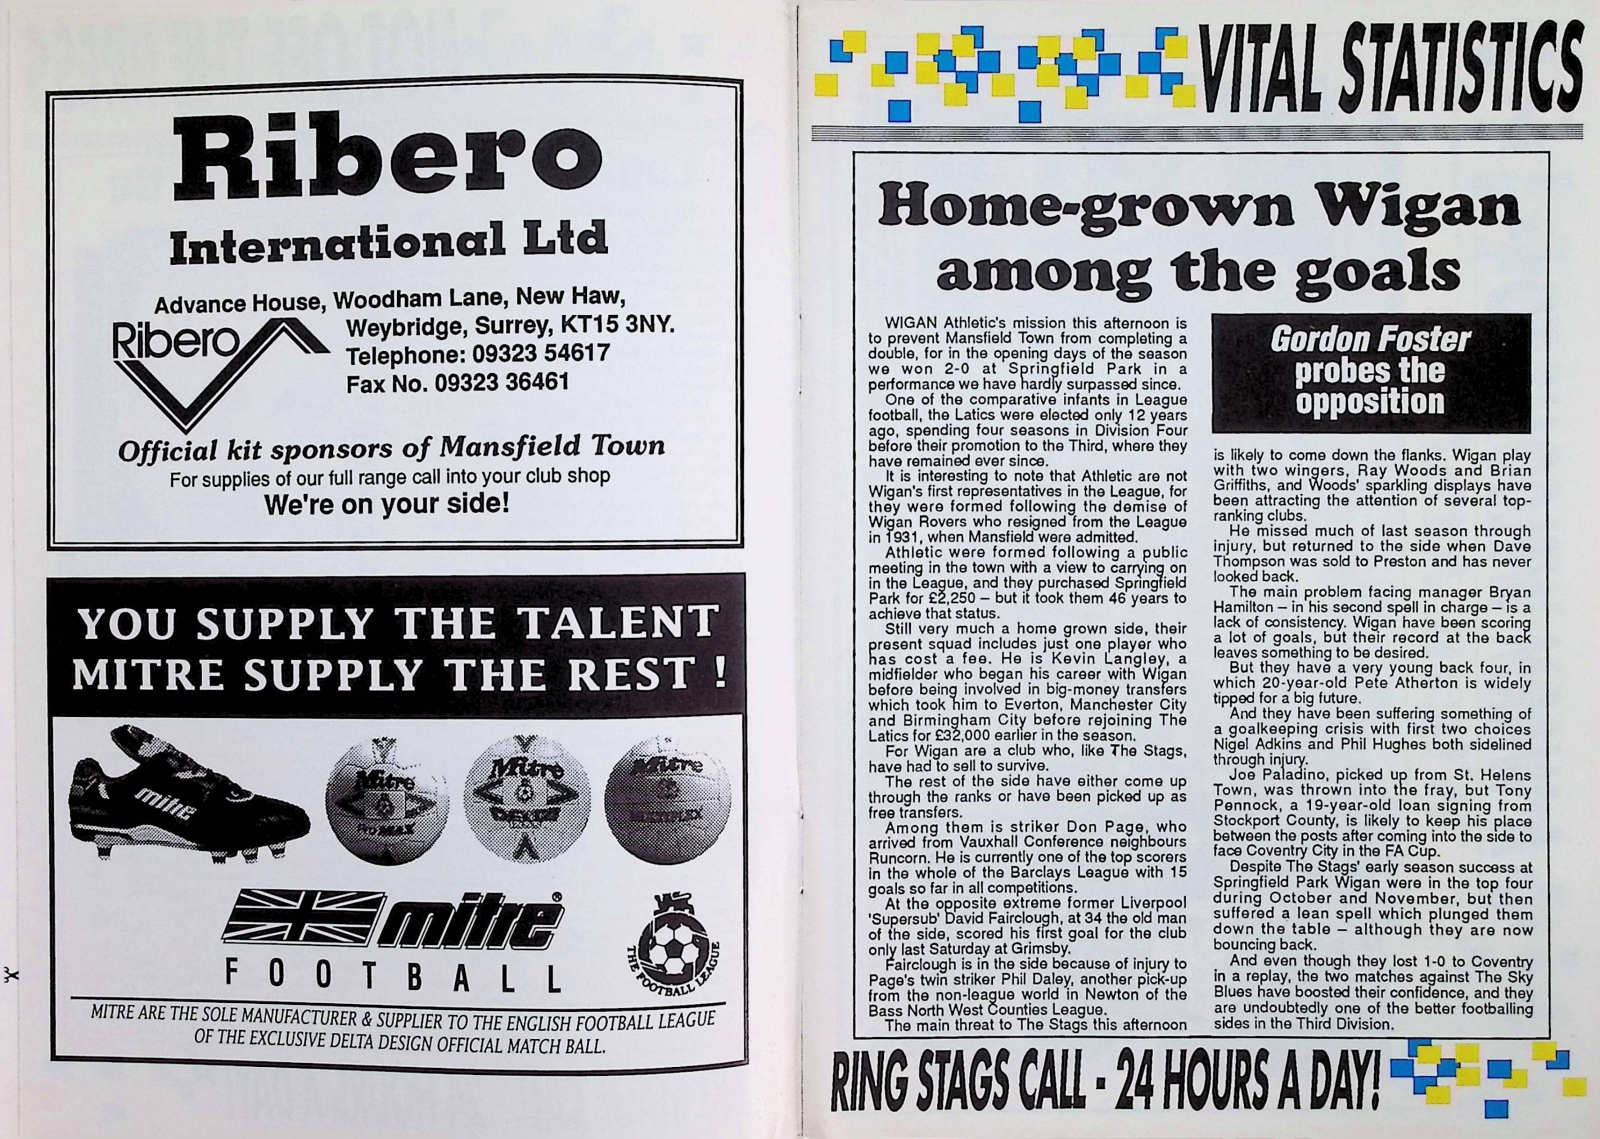 Ribero
International Ltd
Advance House, Woodham Lane, New Haw,
Ribero
Weybridge, Surrey, KT15 3NY.
Telephone: 09323 54617
Fax No. 09323 36461
Official kit sponsors of Mansfield Town
For supplies of our full range call into your club shop
We're on your side!
YOU SUPPLY THE TALENT
MITRE SUPPLY THE REST !
mitre
Mitre
PRO MAX
Mitre
DELTA
Mitre
MULTIPLEX
mitre®
FOOTBALL
THE FOOTBALL LEAGUE
MITRE ARE THE SOLE MANUFACTURER & SUPPLIER TO THE ENGLISH FOOTBALL LEAGUE
OF THE EXCLUSIVE DELTA DESIGN OFFICIAL MATCH BALL.
VITAL STATISTICS
Home-grown Wigan
among the goals
WIGAN Athletic's mission this afternoon is
to prevent Mansfield Town from completing a
double, for in the opening days of the season
we won 2-0 at Springfield Park in a
performance we have hardly surpassed since.
One of the comparative infants in League
football, the Latics were elected only 12 years
ago, spending four seasons in Division Four
before their promotion to the Third, where they
have remained ever since.
It is interesting to note that Athletic are not
Wigan's first representatives in the League, for
they were formed following the demise of
Wigan Rovers who resigned from the League
in 1931, when Mansfield were admitted.
Athletic were formed following a public
meeting in the town with a view to carrying on
in the League, and they purchased Springfield
Park for £2,250 – but it took them 46 years to
achieve that status.
Still very much a home grown side, their
present squad includes just one player who
has cost a fee. He is Kevin Langley, a
midfielder who began his career with Wigan
before being involved in big-money transfers
which took him to Everton, Manchester City
and Birmingham City before rejoining The
Latics for £32,000 earlier in the season.
For Wigan are a club who, like The Stags,
have had to sell to survive.
The rest of the side have either come up
through the ranks or have been picked up as
free transfers.
Among them is striker Don Page, who
arrived from Vauxhall Conference neighbours
Runcorn. He is currently one of the top scorers
in the whole of the Barclays League with 15
goals so far in all competitions.
At the opposite extreme former Liverpool
'Supersub' David Fairclough, at 34 the old man
of the side, scored his first goal for the club
only last Saturday at Grimsby.
Fairclough is in the side because of injury to
Page's twin striker Phil Daley, another pick-up
from the non-league world in Newton of the
Bass North West Counties League.
The main threat to The Stags this afternoon
Gordon Foster
probes the
opposition
is likely to come down the flanks. Wigan play
with two wingers, Ray Woods and Brian
Griffiths, and Woods' sparkling displays have
been attracting the attention of several top-
ranking clubs.
He missed much of last season through
injury, but returned to the side when Dave
Thompson was sold to Preston and has never
looked back.
The main problem facing manager Bryan
Hamilton – in his second spell in charge – is a
lack of consistency. Wigan have been scoring
a lot of goals, but their record at the back
leaves something to be desired.
But they have a very young back four, in
which 20-year-old Pete Atherton is widely
tipped for a big future.
And they have been suffering something of
a goalkeeping crisis with first two choices
Nigel Adkins and Phil Hughes both sidelined
through injury.
Joe Paladino, picked up from St. Helens
Town, was thrown into the fray, but Tony
Pennock, a 19-year-old loan signing from
Stockport County, is likely to keep his place
between the posts after coming into the side to
face Coventry City in the FA Cup.
Despite The Stags' early season success at
Springfield Park Wigan were in the top four
during October and November, but then
suffered a lean spell which plunged them
down the table – although they are now
bouncing back.
And even though they lost 1-0 to Coventry
in a replay, the two matches against The Sky
Blues have boosted their confidence, and they
are undoubtedly one of the better footballing
sides in the Third Division.
RING STAGS CALL - 24 HOURS A DAY!